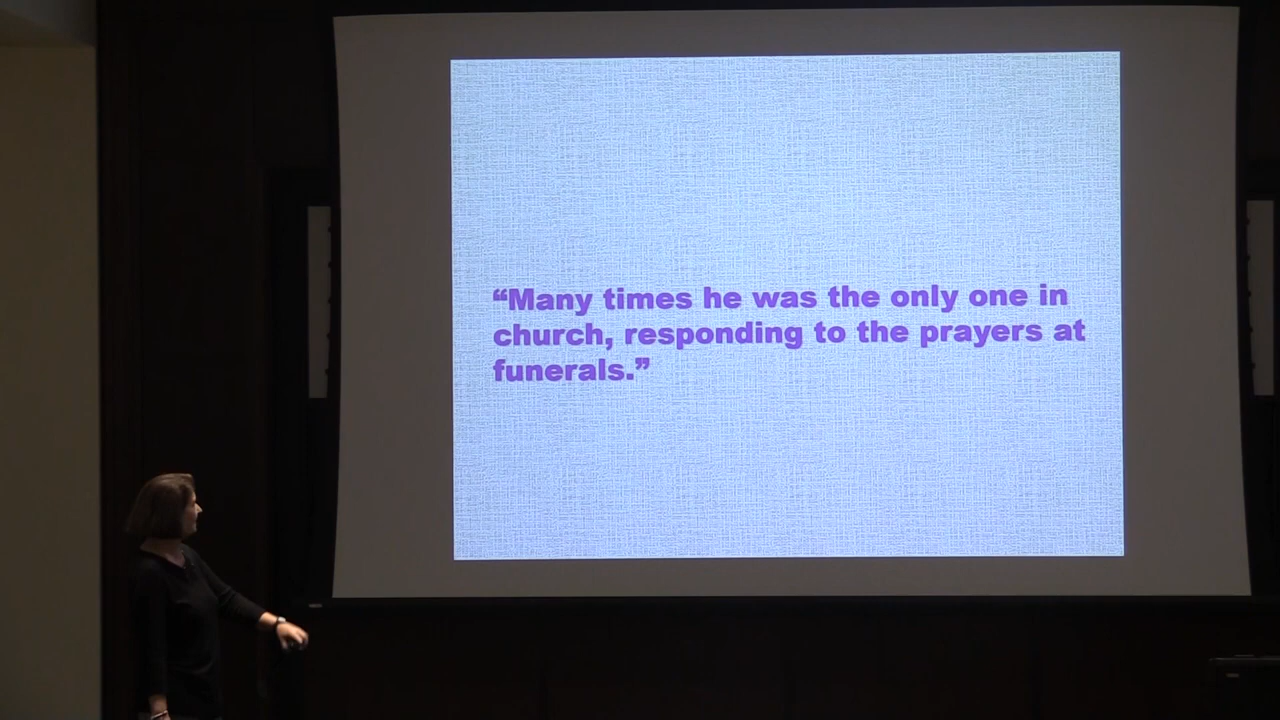 “Many times he was the only one in
church, responding to the prayers at
funerals.”